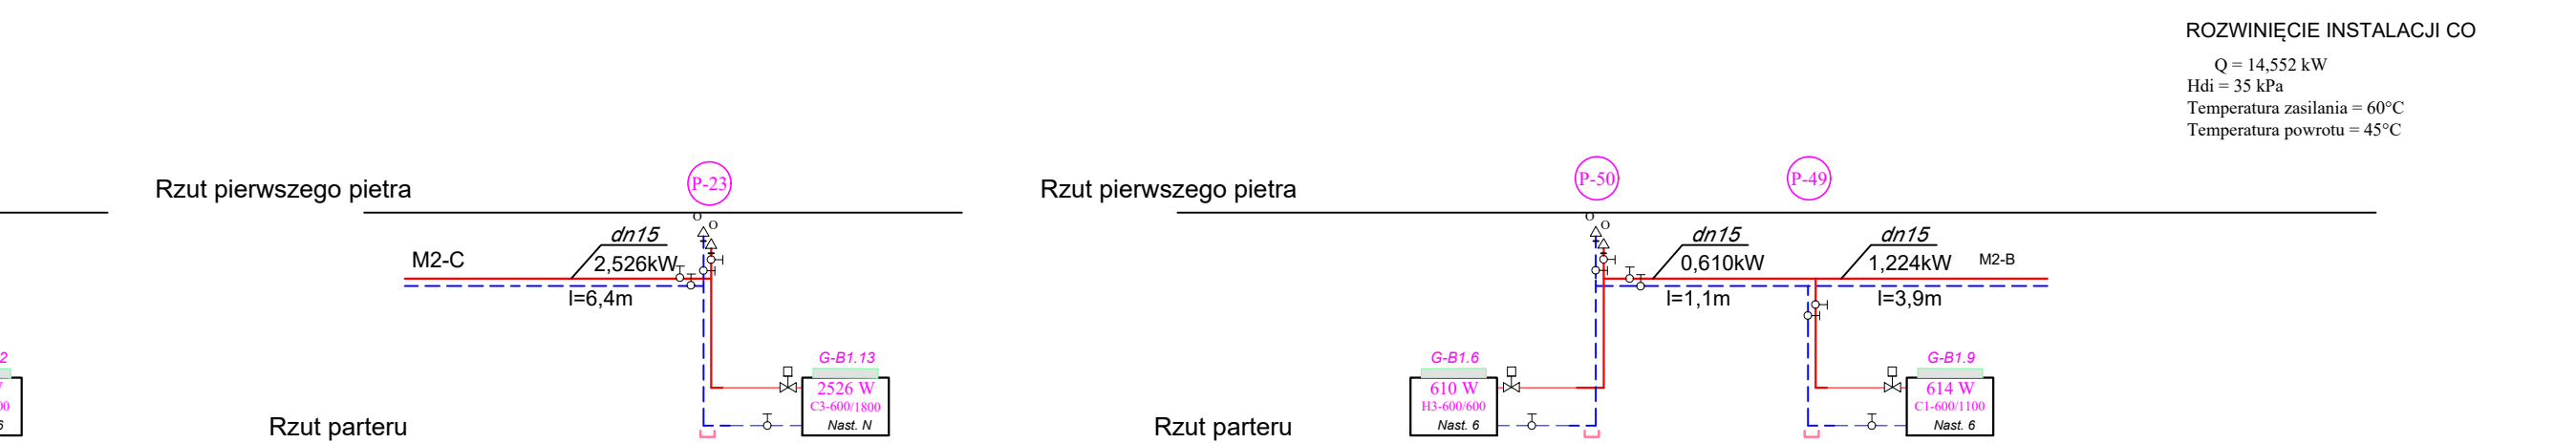 ROZWINIĘCIE INSTALACJI CO
Q = 14,552 kW
Hdi = 35 kPa
Temperatura zasilania = 60°C
Temperatura powrotu = 45°C
Rzut pierwszego pietra
P-23
Rzut pierwszego pietra
P-50
P-49
O
O
O
O
dn15
M2-C
2,526kW
l=6,4m
dn15
0,610kW
l=1,1m
dn15
1,224kW
M2-B
l=3,9m
2
G-B1.13
2526 W
C3-600/1800
Nast. N
G-B1.6
610 W
H3-600/600
Nast. 6
G-B1.9
614 W
C1-600/1100
Nast. 6
00
6
Rzut parteru
Rzut parteru